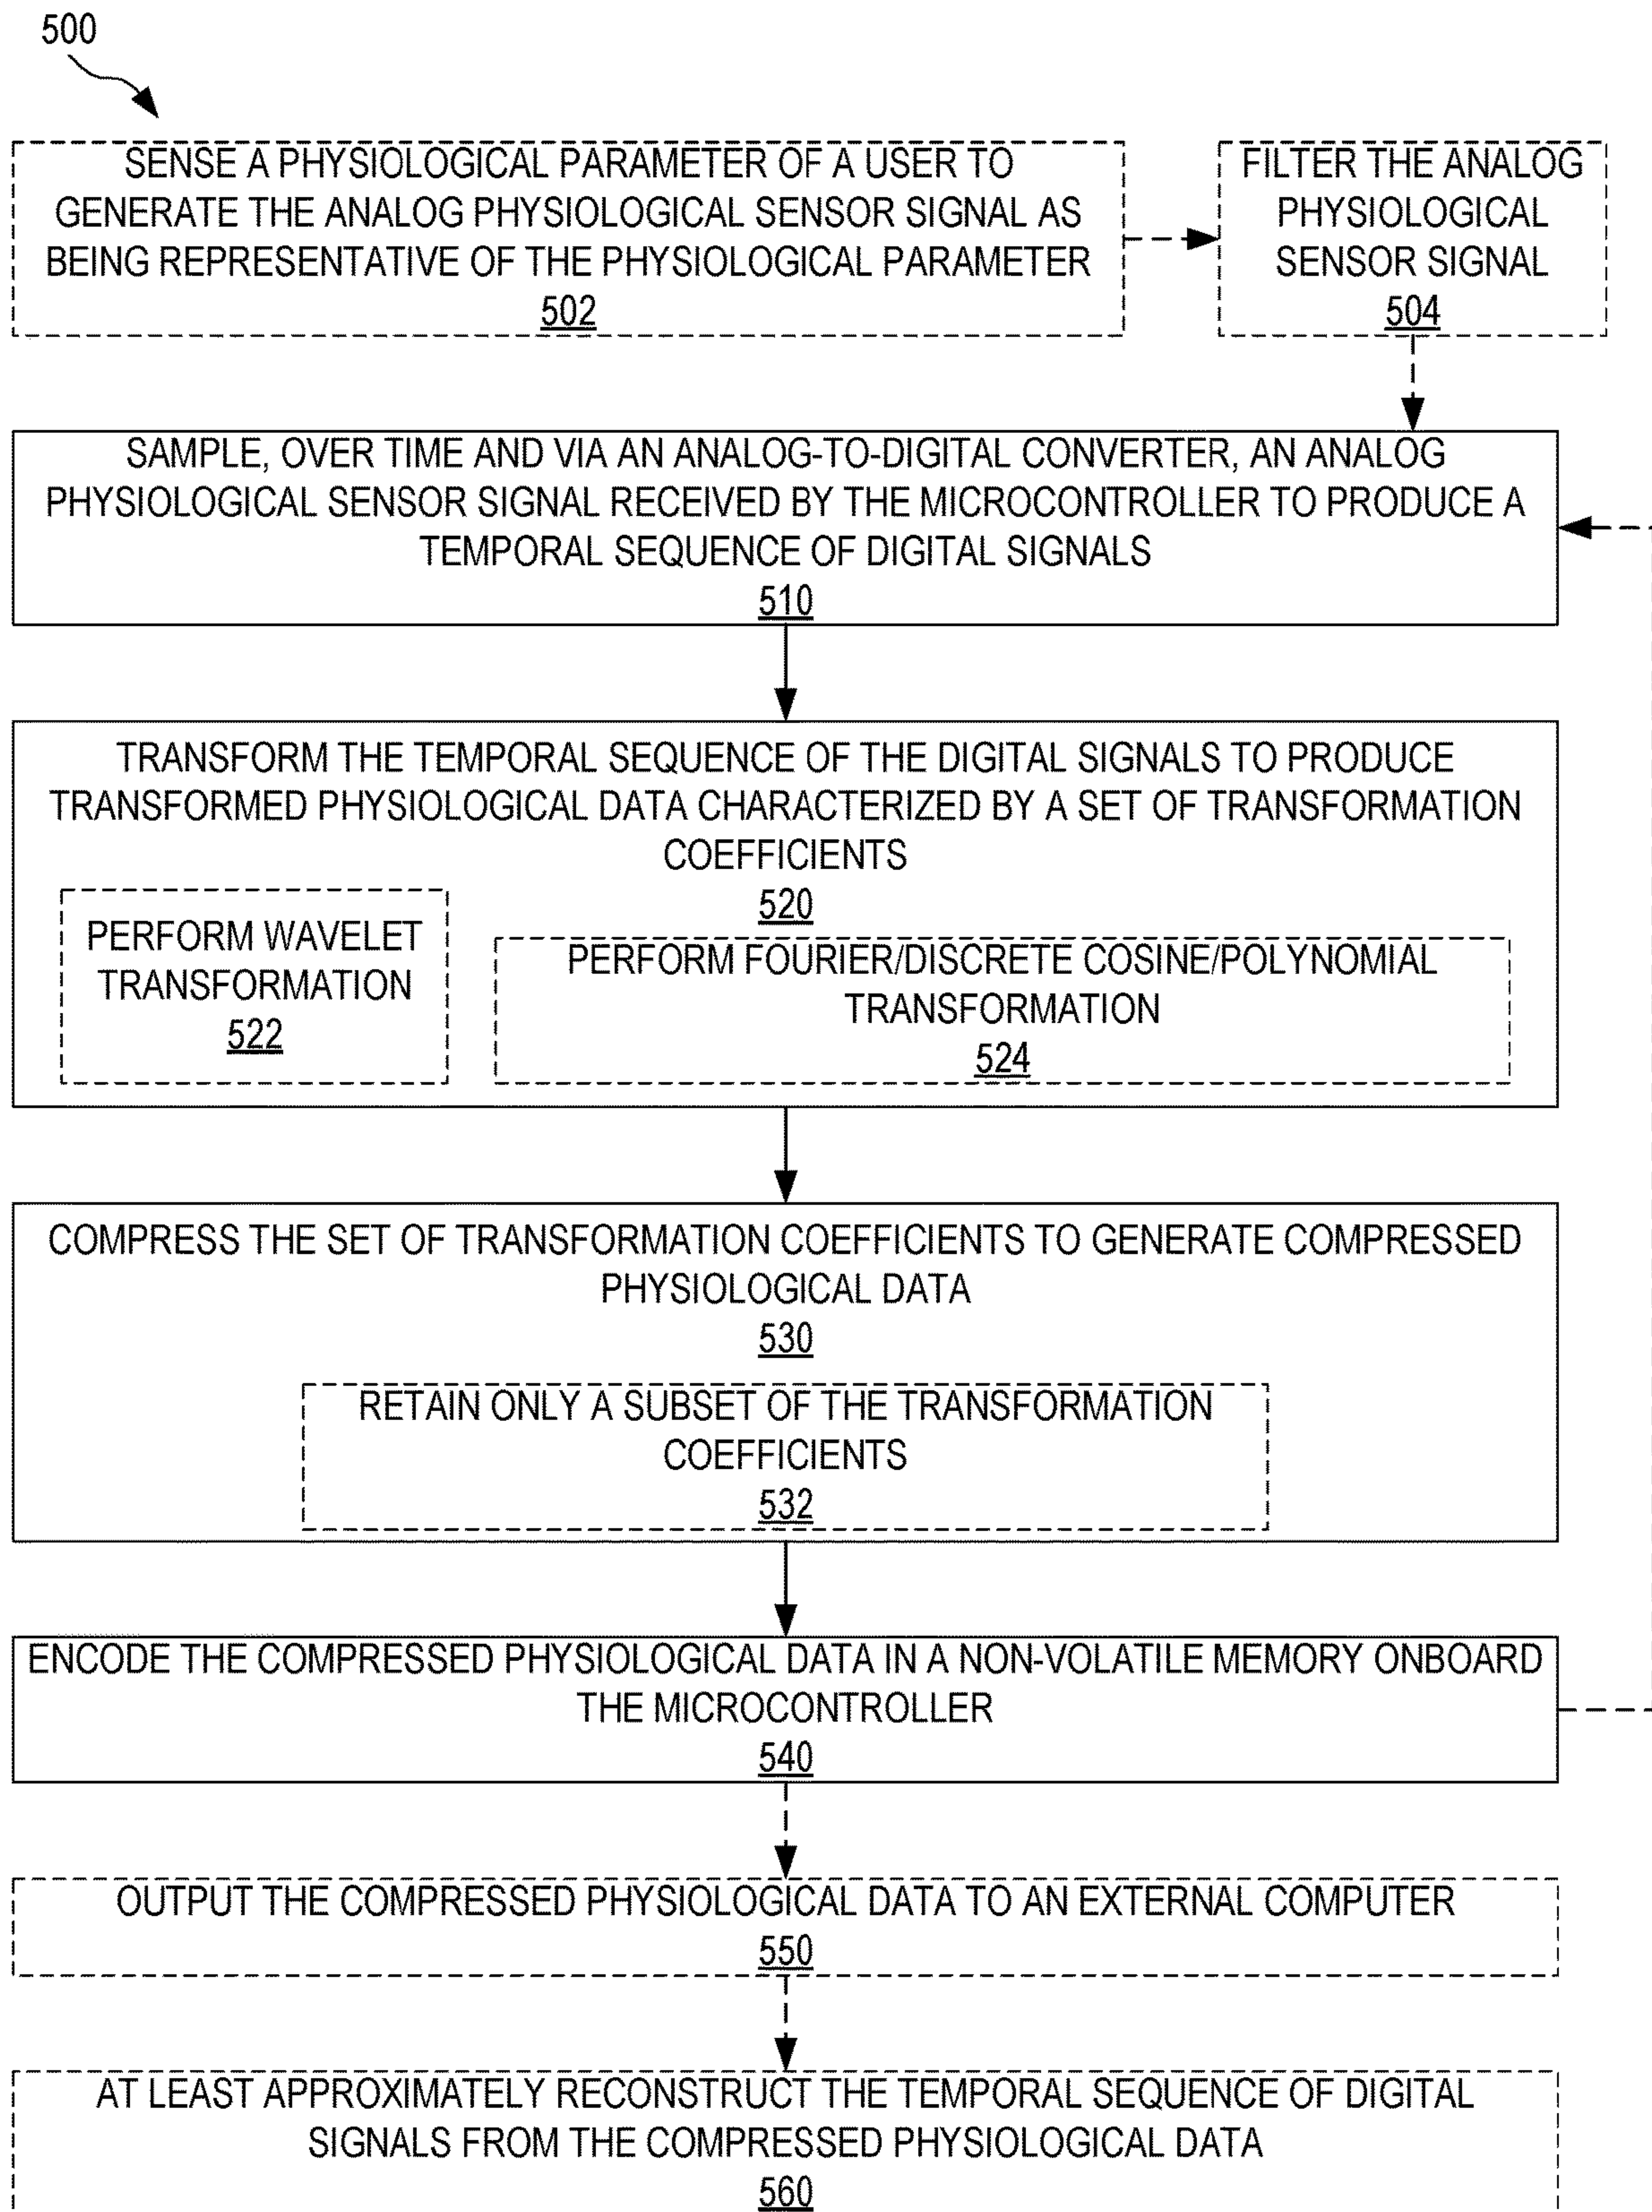 500
SENSE A PHYSIOLOGICAL PARAMETER OF A USER TO
GENERATE THE ANALOG PHYSIOLOGICAL SENSOR SIGNAL AS
BEING REPRESENTATIVE OF THE PHYSIOLOGICAL PARAMETER
502
FILTER THE ANALOG
PHYSIOLOGICAL
SENSOR SIGNAL
504
SAMPLE, OVER TIME AND VIA AN ANALOG-TO-DIGITAL CONVERTER, AN ANALOG
PHYSIOLOGICAL SENSOR SIGNAL RECEIVED BY THE MICROCONTROLLER TO PRODUCE A
TEMPORAL SEQUENCE OF DIGITAL SIGNALS
510
TRANSFORM THE TEMPORAL SEQUENCE OF THE DIGITAL SIGNALS TO PRODUCE
TRANSFORMED PHYSIOLOGICAL DATA CHARACTERIZED BY A SET OF TRANSFORMATION
COEFFICIENTS
520
PERFORM WAVELET
TRANSFORMATION
522
PERFORM FOURIER/DISCRETE COSINE/POLYNOMIAL
TRANSFORMATION
524
COMPRESS THE SET OF TRANSFORMATION COEFFICIENTS TO GENERATE COMPRESSED
PHYSIOLOGICAL DATA
530
RETAIN ONLY A SUBSET OF THE TRANSFORMATION
COEFFICIENTS
532
ENCODE THE COMPRESSED PHYSIOLOGICAL DATA IN A NON-VOLATILE MEMORY ONBOARD
THE MICROCONTROLLER
540
OUTPUT THE COMPRESSED PHYSIOLOGICAL DATA TO AN EXTERNAL COMPUTER
550
AT LEAST APPROXIMATELY RECONSTRUCT THE TEMPORAL SEQUENCE OF DIGITAL
SIGNALS FROM THE COMPRESSED PHYSIOLOGICAL DATA
560